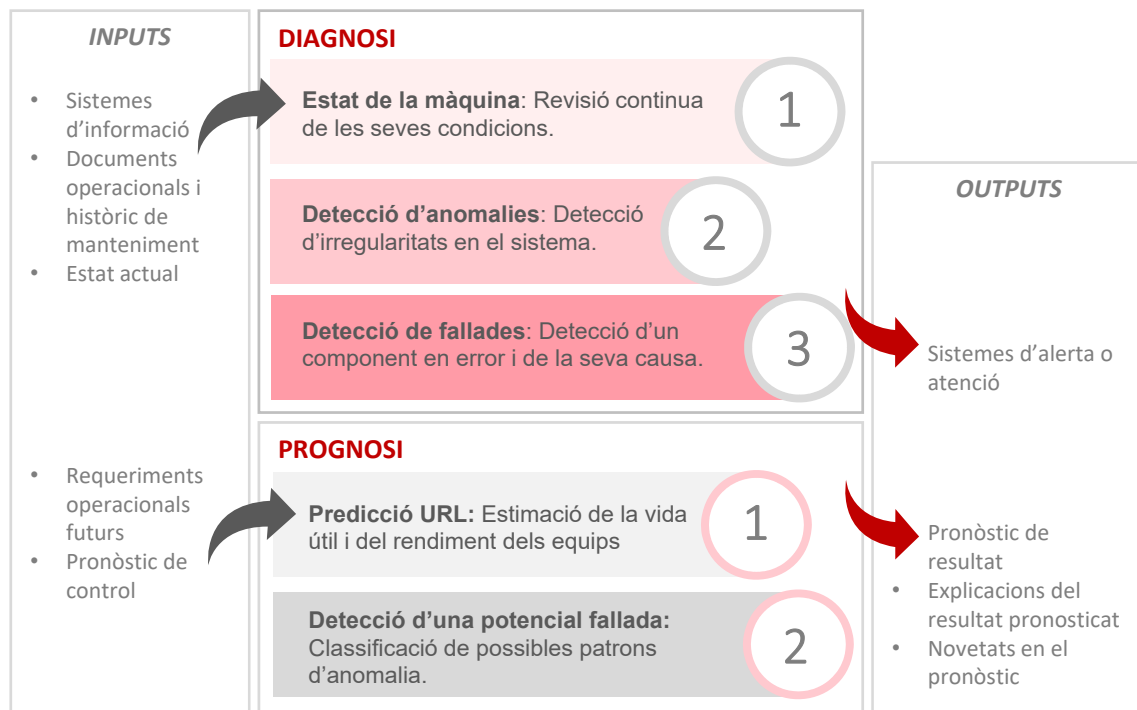 INPUTS
• Sistemes
d’informació
• Documents
operacionals i
històric de
manteniment
• Estat actual
• Requeriments
operacionals
futurs
• Pronòstic de
control
DIAGNOSI
Estat de la màquina: Revisió continua
de les seves condicions.
1
Detecció d’anomalies: Detecció
d’irregularitats en el sistema.
2
Detecció de fallades: Detecció d’un
component en error i de la seva causa.
3
PROGNOSI
Predicció URL: Estimació de la vida
útil i del rendiment dels equips
1
Detecció d’una potencial fallada:
Classificació de possibles patrons
d’anomalia.
2
OUTPUTS
Sistemes d’alerta o
atenció
Pronòstic de
resultat
• Explicacions del
resultat pronosticat
• Novetats en el
pronòstic